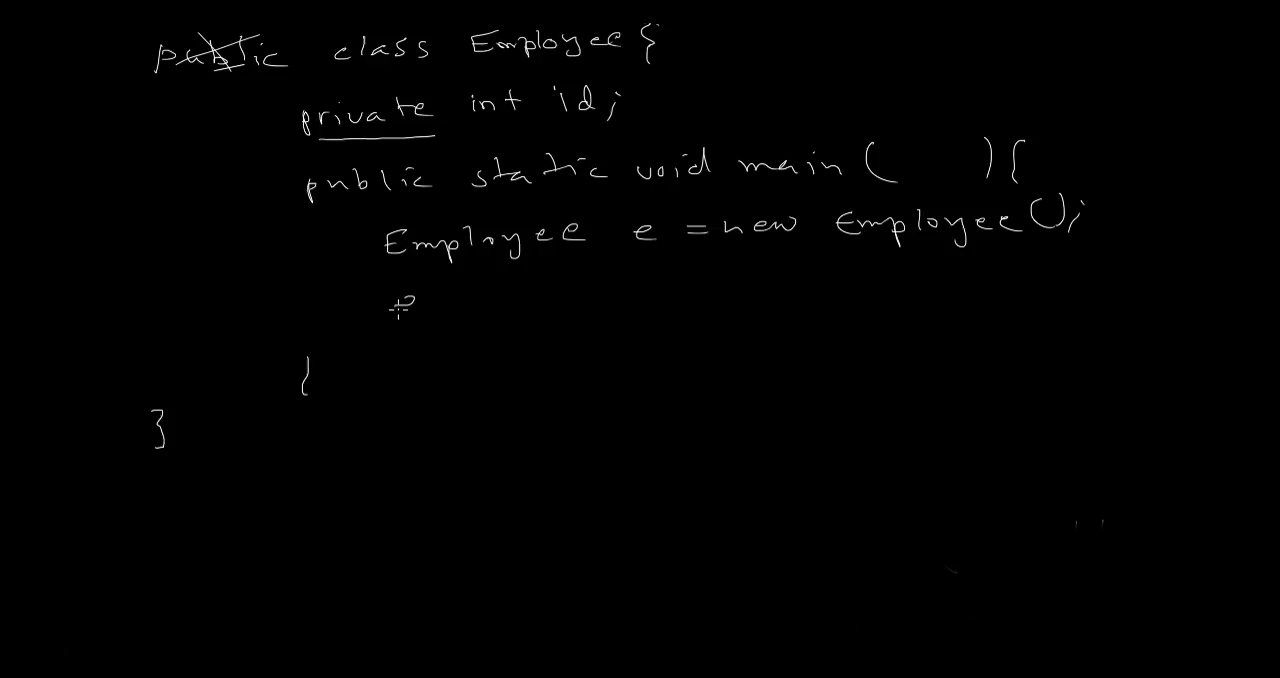 public class Employee{
private int id;
public static void main( ){
Employee e = new Employee();
e
}
}